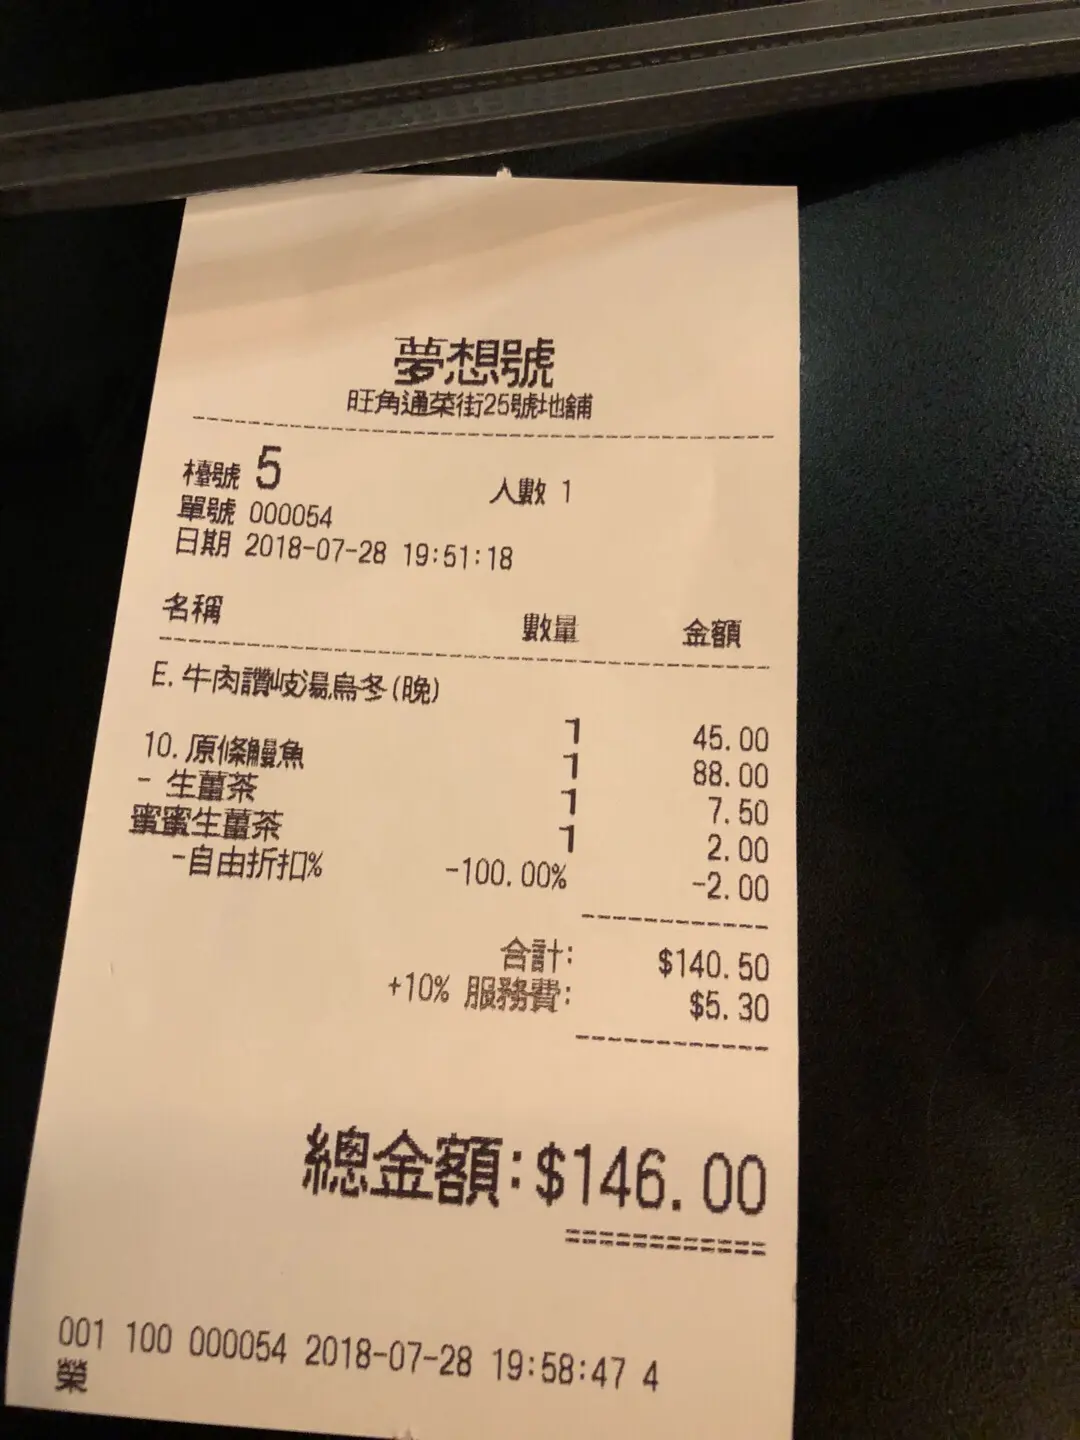 夢想號
旺角通菜街25號地舖
檯號 5 人數 1
單號 000054
日期 2018-07-28 19:51:18
名稱 數量 金額
E. 牛肉讚岐湯烏冬(晚)
1 45.00
10. 原條鰻魚 1 88.00
- 生薑茶 1 7.50
蜜蜜生薑茶 1 2.00
-自由折扣% -100.00% -2.00
合計: $140.50
+10% 服務費: $5.30
總金額: $146.00
============
001 100 000054 2018-07-28 19:58:47 4
榮